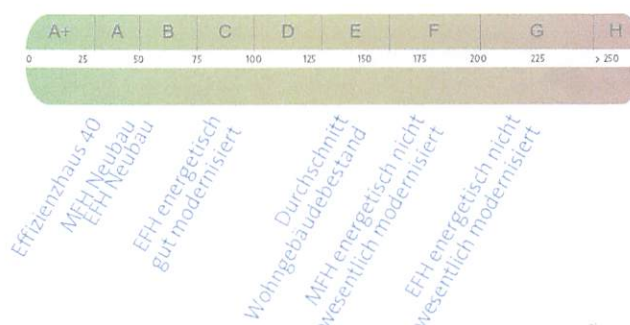 A+ A B C D E F G H
0 25 50 75 100 125 150 175 200 225 > 250
Effizienzhaus 40
MFH Neubau
EFH Neubau
EFH energetisch
gut modernisiert
Durchschnitt
Wohngebäudebestand
MFH energetisch nicht
wesentlich modernisiert
EFH energetisch nicht
wesentlich modernisiert